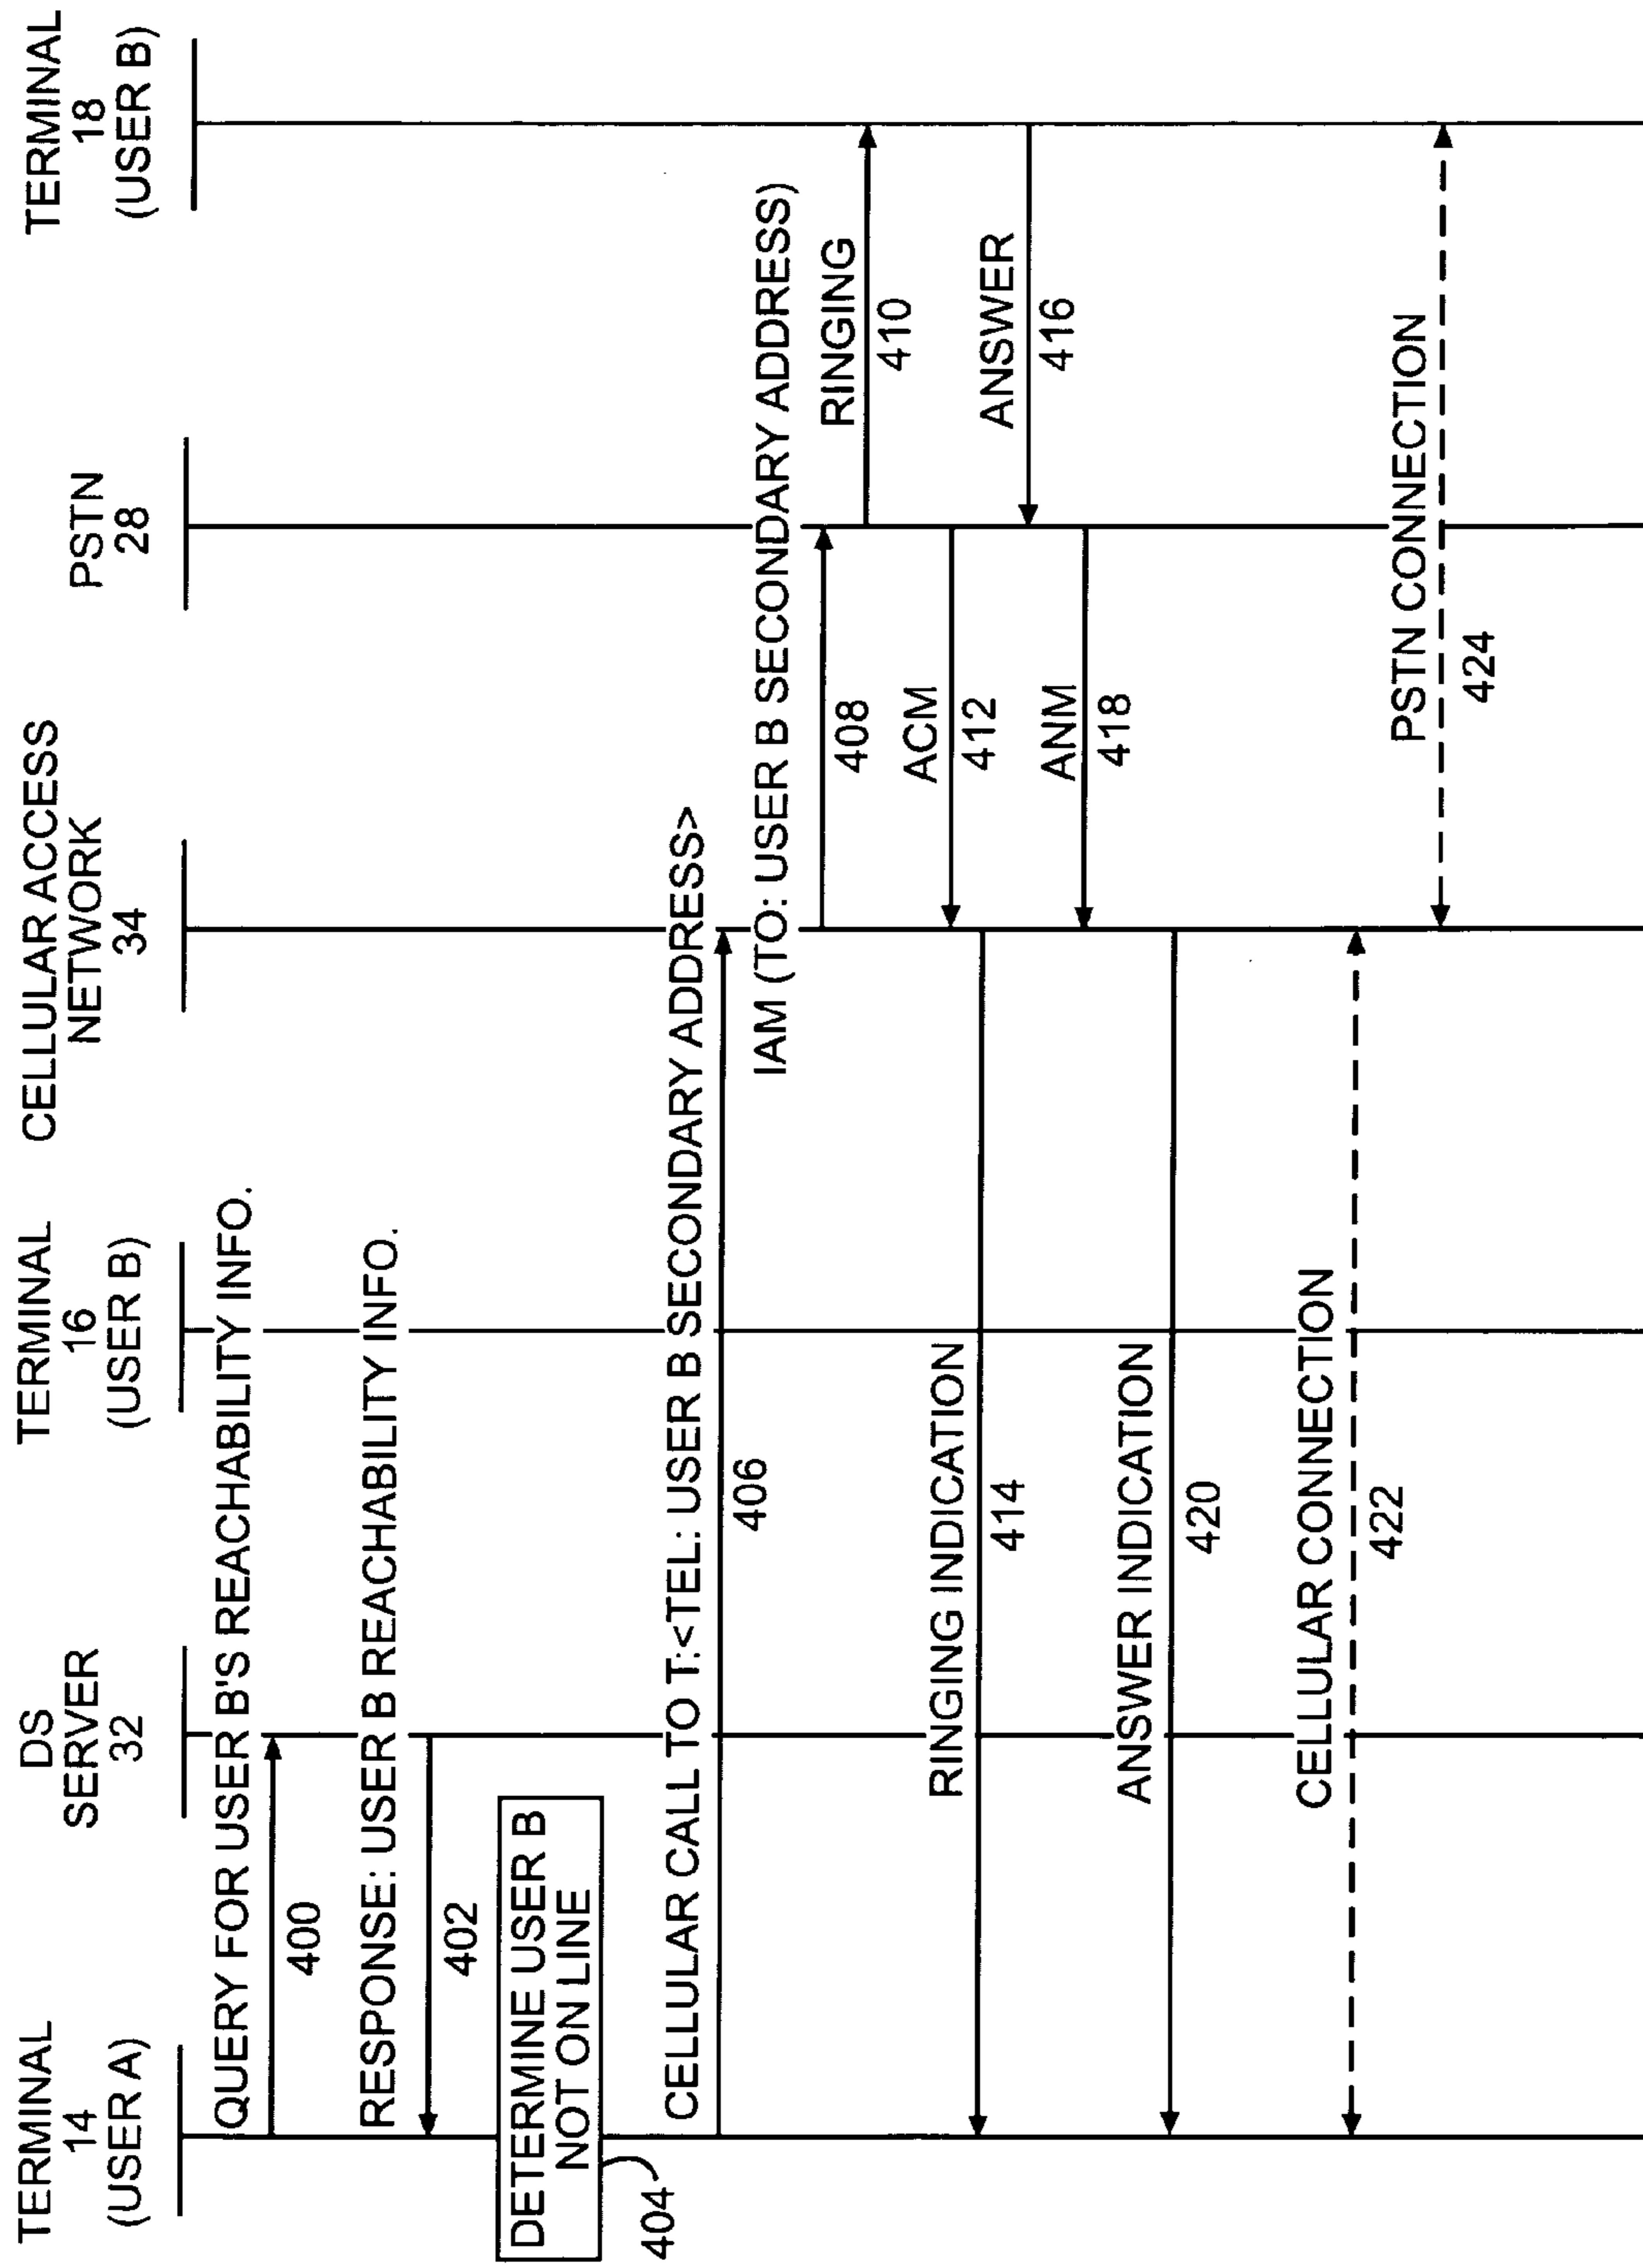 TERMINAL
14
(USER A)
DS
SERVER
32
TERMINAL
16
(USER B)
CELLULAR ACCESS
NETWORK
34
PSTN
28
TERMINAL
18
(USER B)
QUERY FOR USER B'S REACHABILITY INFO.
400
RESPONSE: USER B REACHABILITY INFO.
402
DETERMINE USER B
NOT ON LINE
404
CELLULAR CALL TO T:<TEL: USER B SECONDARY ADDRESS>
406
IAM (TO: USER B SECONDARY ADDRESS)
408
RINGING
410
ACM
412
RINGING INDICATION
414
ANSWER
416
ANM
418
ANSWER INDICATION
420
CELLULAR CONNECTION
422
PSTN CONNECTION
424